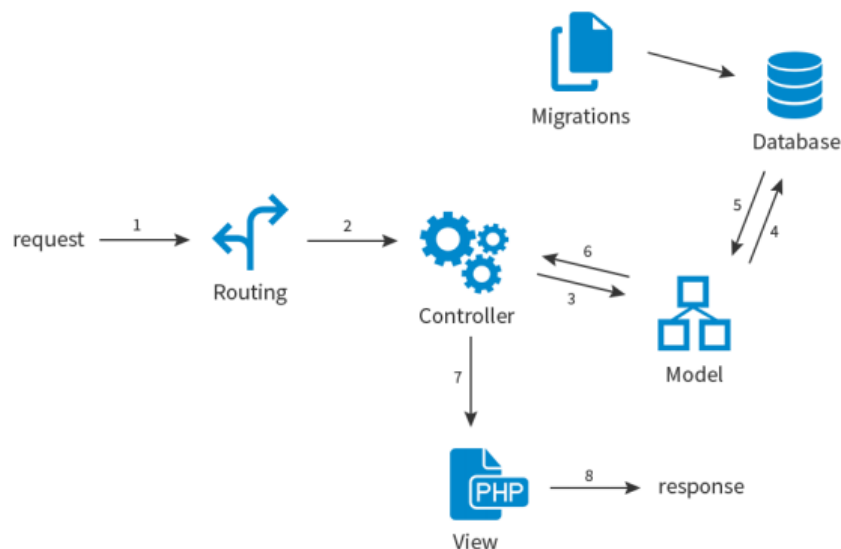 Migrations
Database
5
4
request
1
Routing
2
Controller
6
3
Model
7
PHP
View
8
response